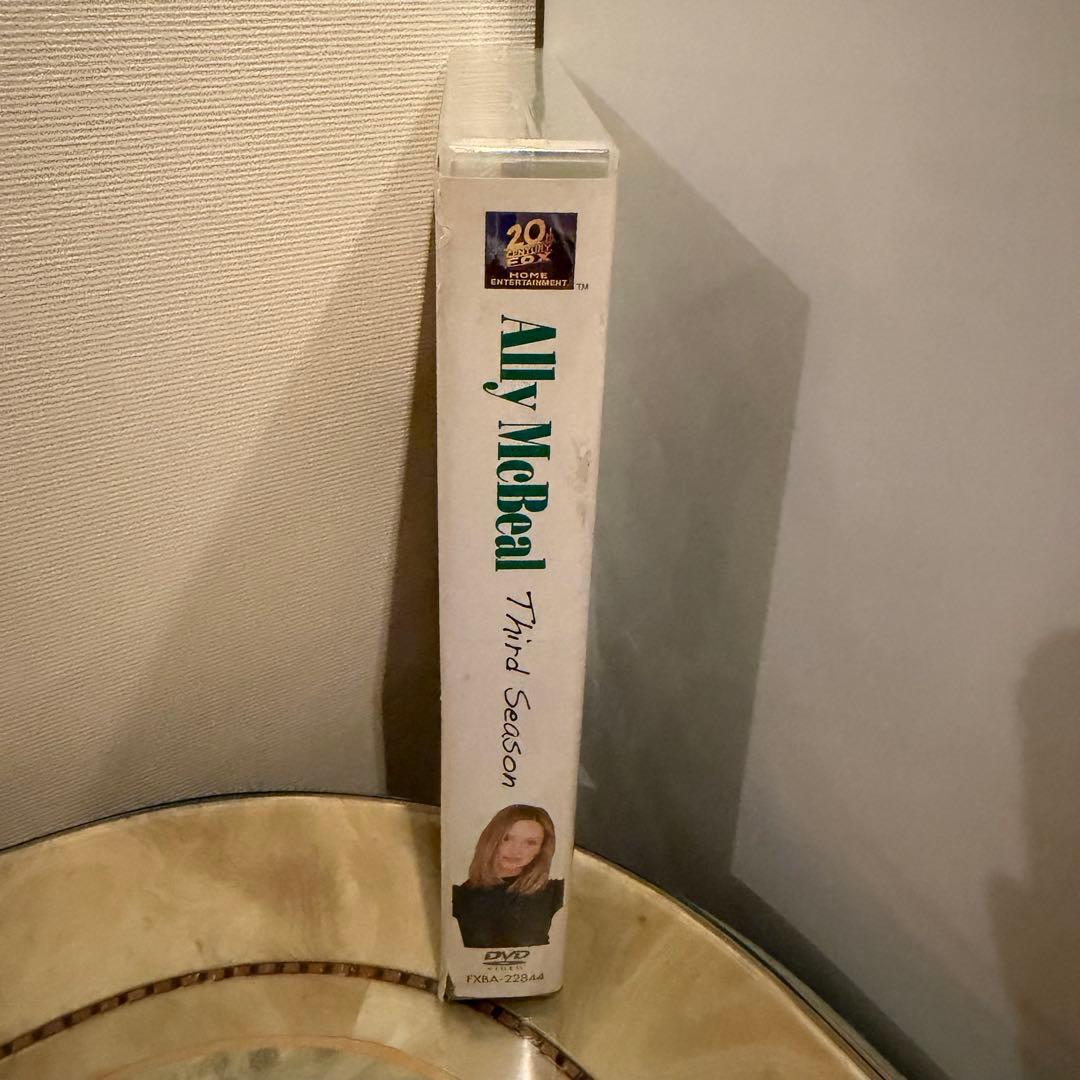 20th
CENTURY
FOX
HOME
ENTERTAINMENT
TM
Ally McBeal Third Season
DVD
VIDEO
FXBA-22844